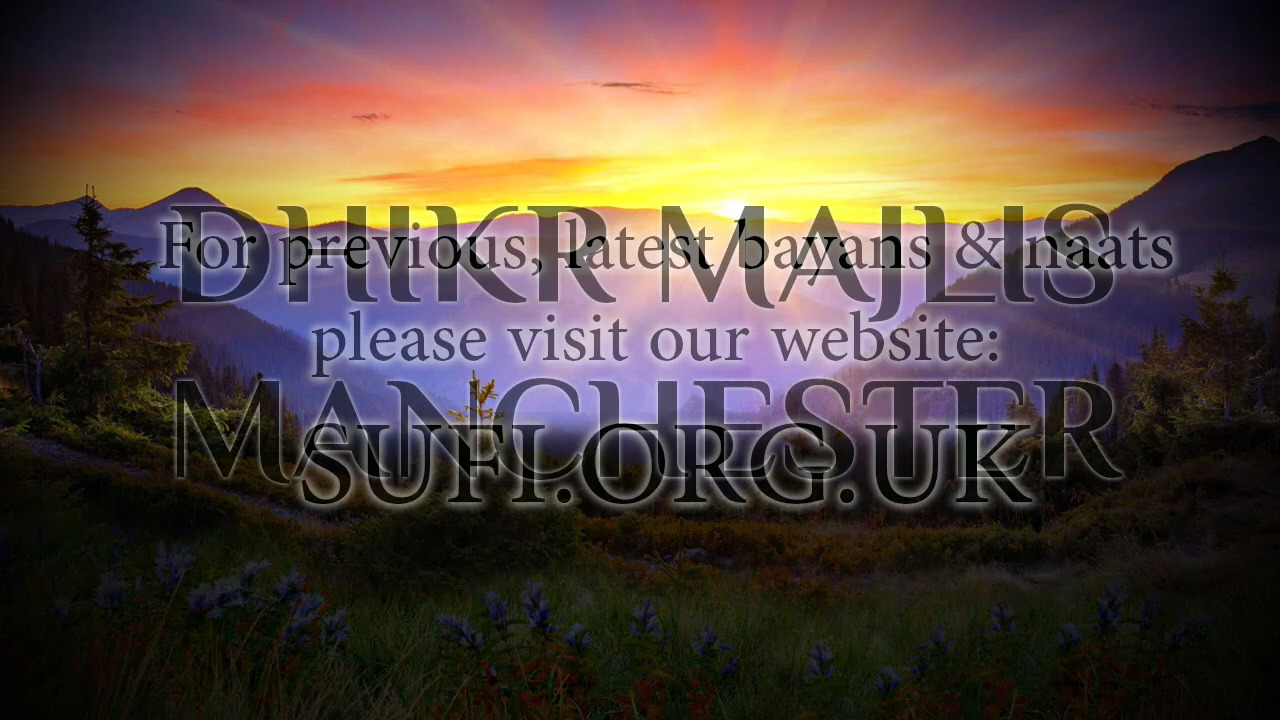 DHIKR MAJLIS
For previous, latest bayans & naats
please visit our website:
MANCHESTER
SUFI.ORG.UK